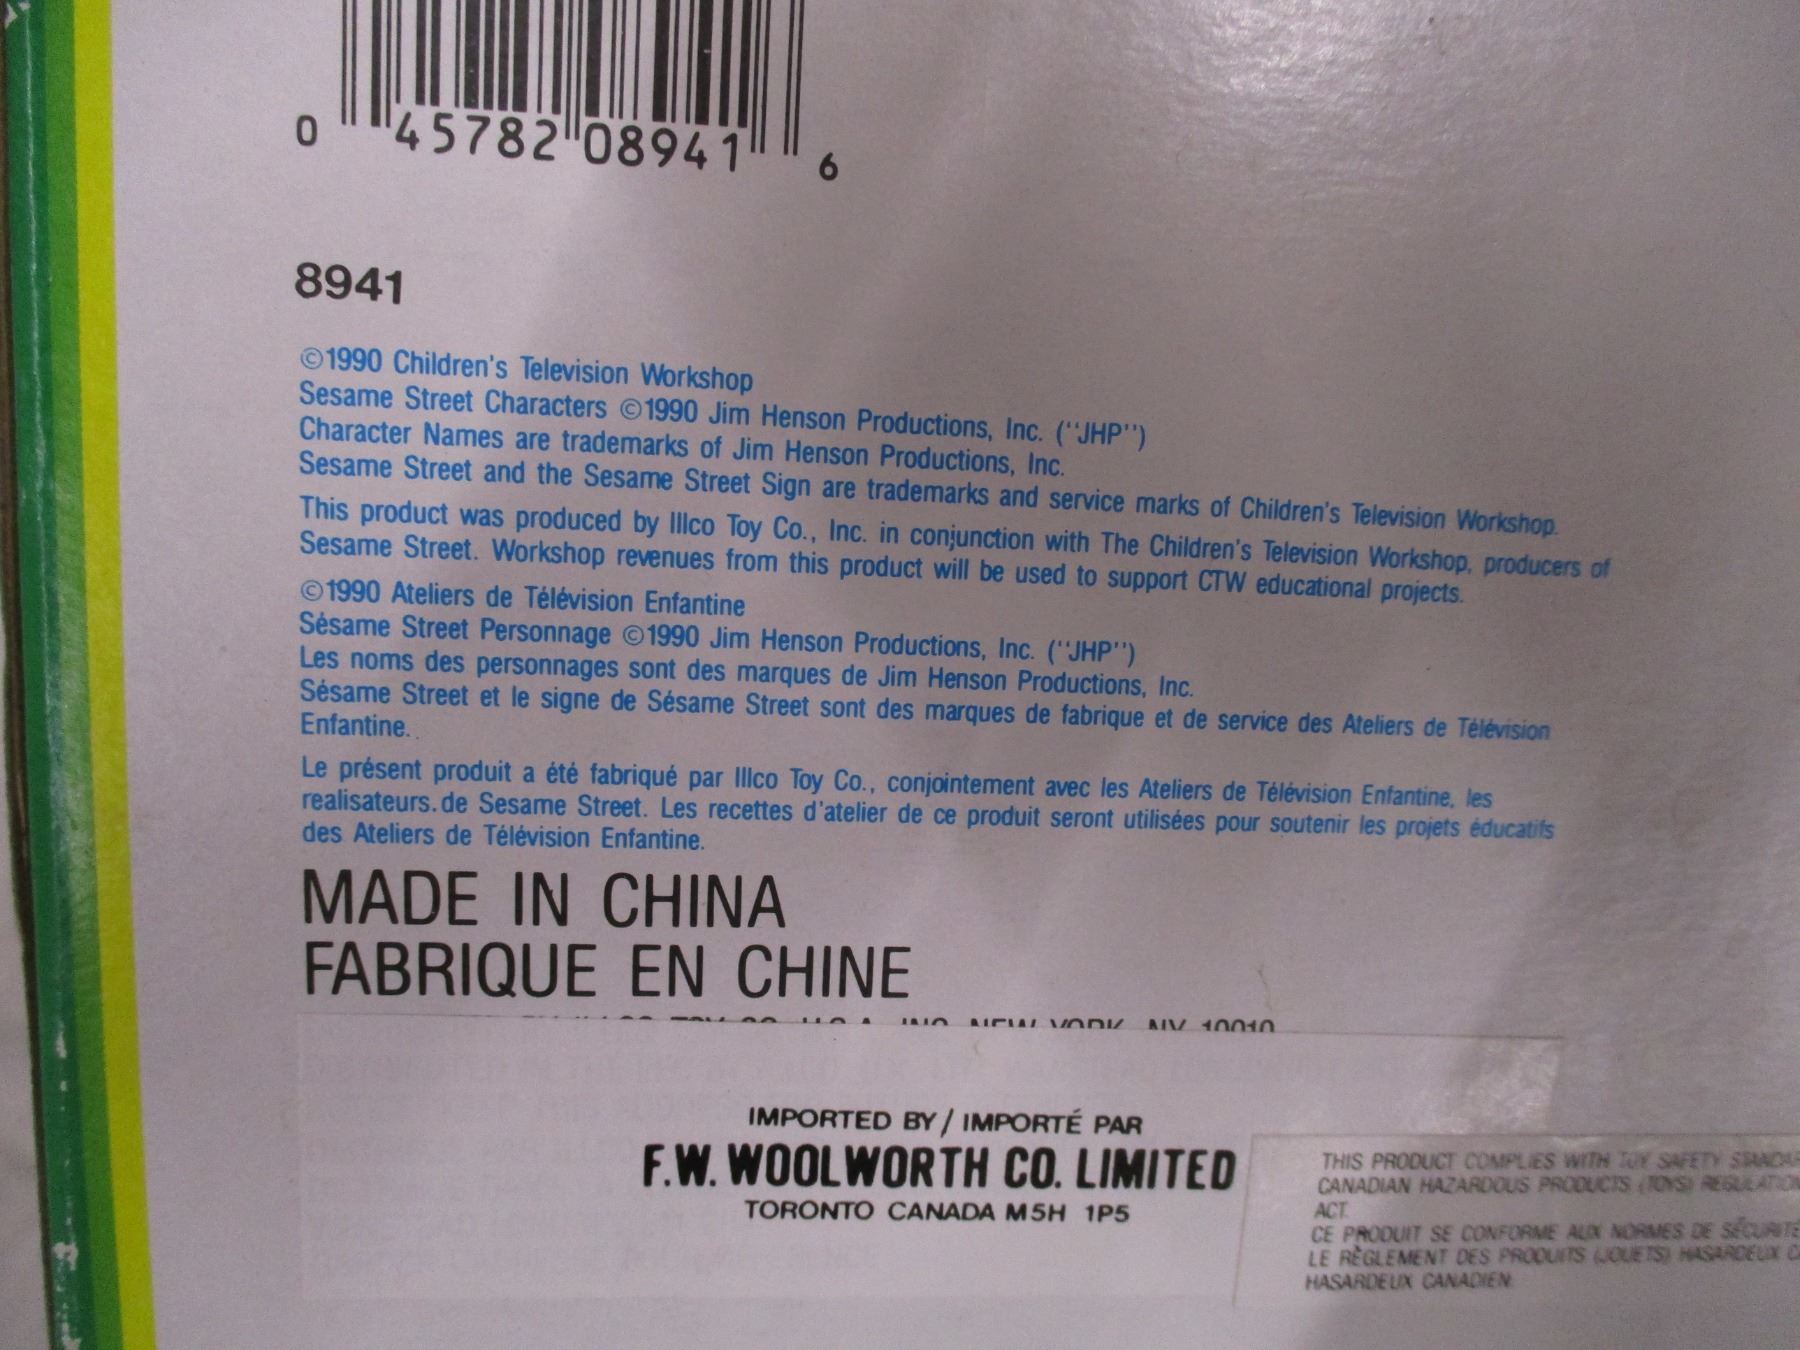 0 45782 08941 6
8941
©1990 Children's Television Workshop
Sesame Street Characters ©1990 Jim Henson Productions, Inc. (''JHP'')
Character Names are trademarks of Jim Henson Productions, Inc.
Sesame Street and the Sesame Street Sign are trademarks and service marks of Children's Television Workshop.
This product was produced by Illco Toy Co., Inc. in conjunction with The Children's Television Workshop, producers of
Sesame Street. Workshop revenues from this product will be used to support CTW educational projects.
©1990 Ateliers de Télévision Enfantine
Sésame Street Personnage ©1990 Jim Henson Productions, Inc. (''JHP'')
Les noms des personnages sont des marques de Jim Henson Productions, Inc.
Sésame Street et le signe de Sésame Street sont des marques de fabrique et de service des Ateliers de Télévision
Enfantine.
Le présent produit a été fabriqué par Illco Toy Co., conjointement avec les Ateliers de Télévision Enfantine, les
realisateurs. de Sesame Street. Les recettes d'atelier de ce produit seront utilisées pour soutenir les projets éducatifs
des Ateliers de Télévision Enfantine.
MADE IN CHINA
FABRIQUE EN CHINE
TOY CO. U.S.A. INC. NEW YORK, NY 10010
IMPORTED BY / IMPORTÉ PAR
F.W. WOOLWORTH CO. LIMITED
TORONTO CANADA M5H 1P5
THIS PRODUCT COMPLIES WITH TOY SAFETY
CANADIAN HAZARDOUS PRODUCTS (TOYS)
ACT.
CE PRODUIT SE CONFORME AUX NORMES DE SÉCURITÉ
LE RÈGLEMENT DES PRODUITS (JOUETS) HASARDEUX
HASARDEUX CANADIEN.